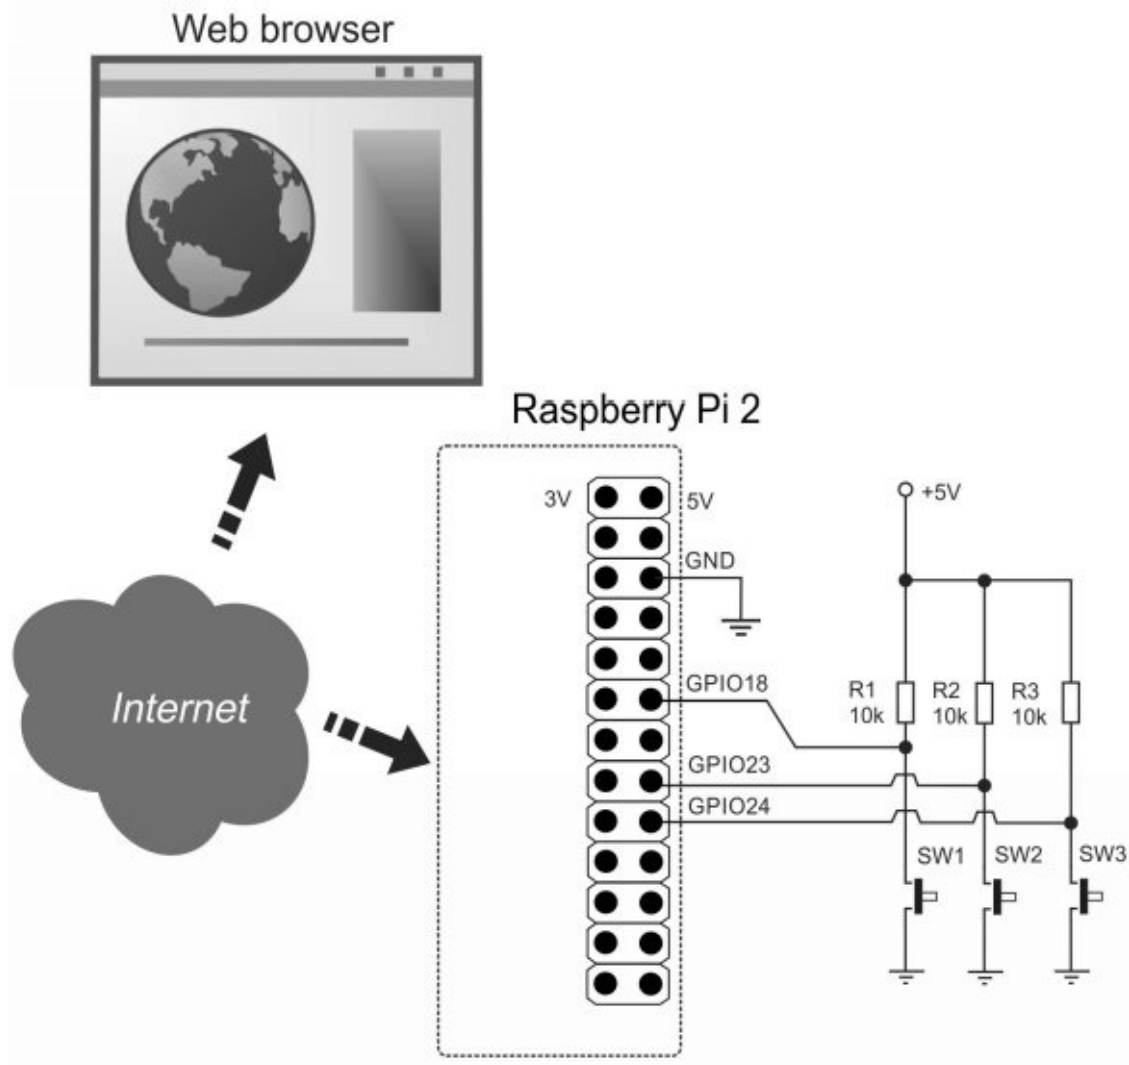 Web browser
Raspberry Pi 2
3V
5V
+5V
GND
Internet
GPIO18
R1
10k
R2
10k
R3
10k
GPIO23
GPIO24
SW1
SW2
SW3